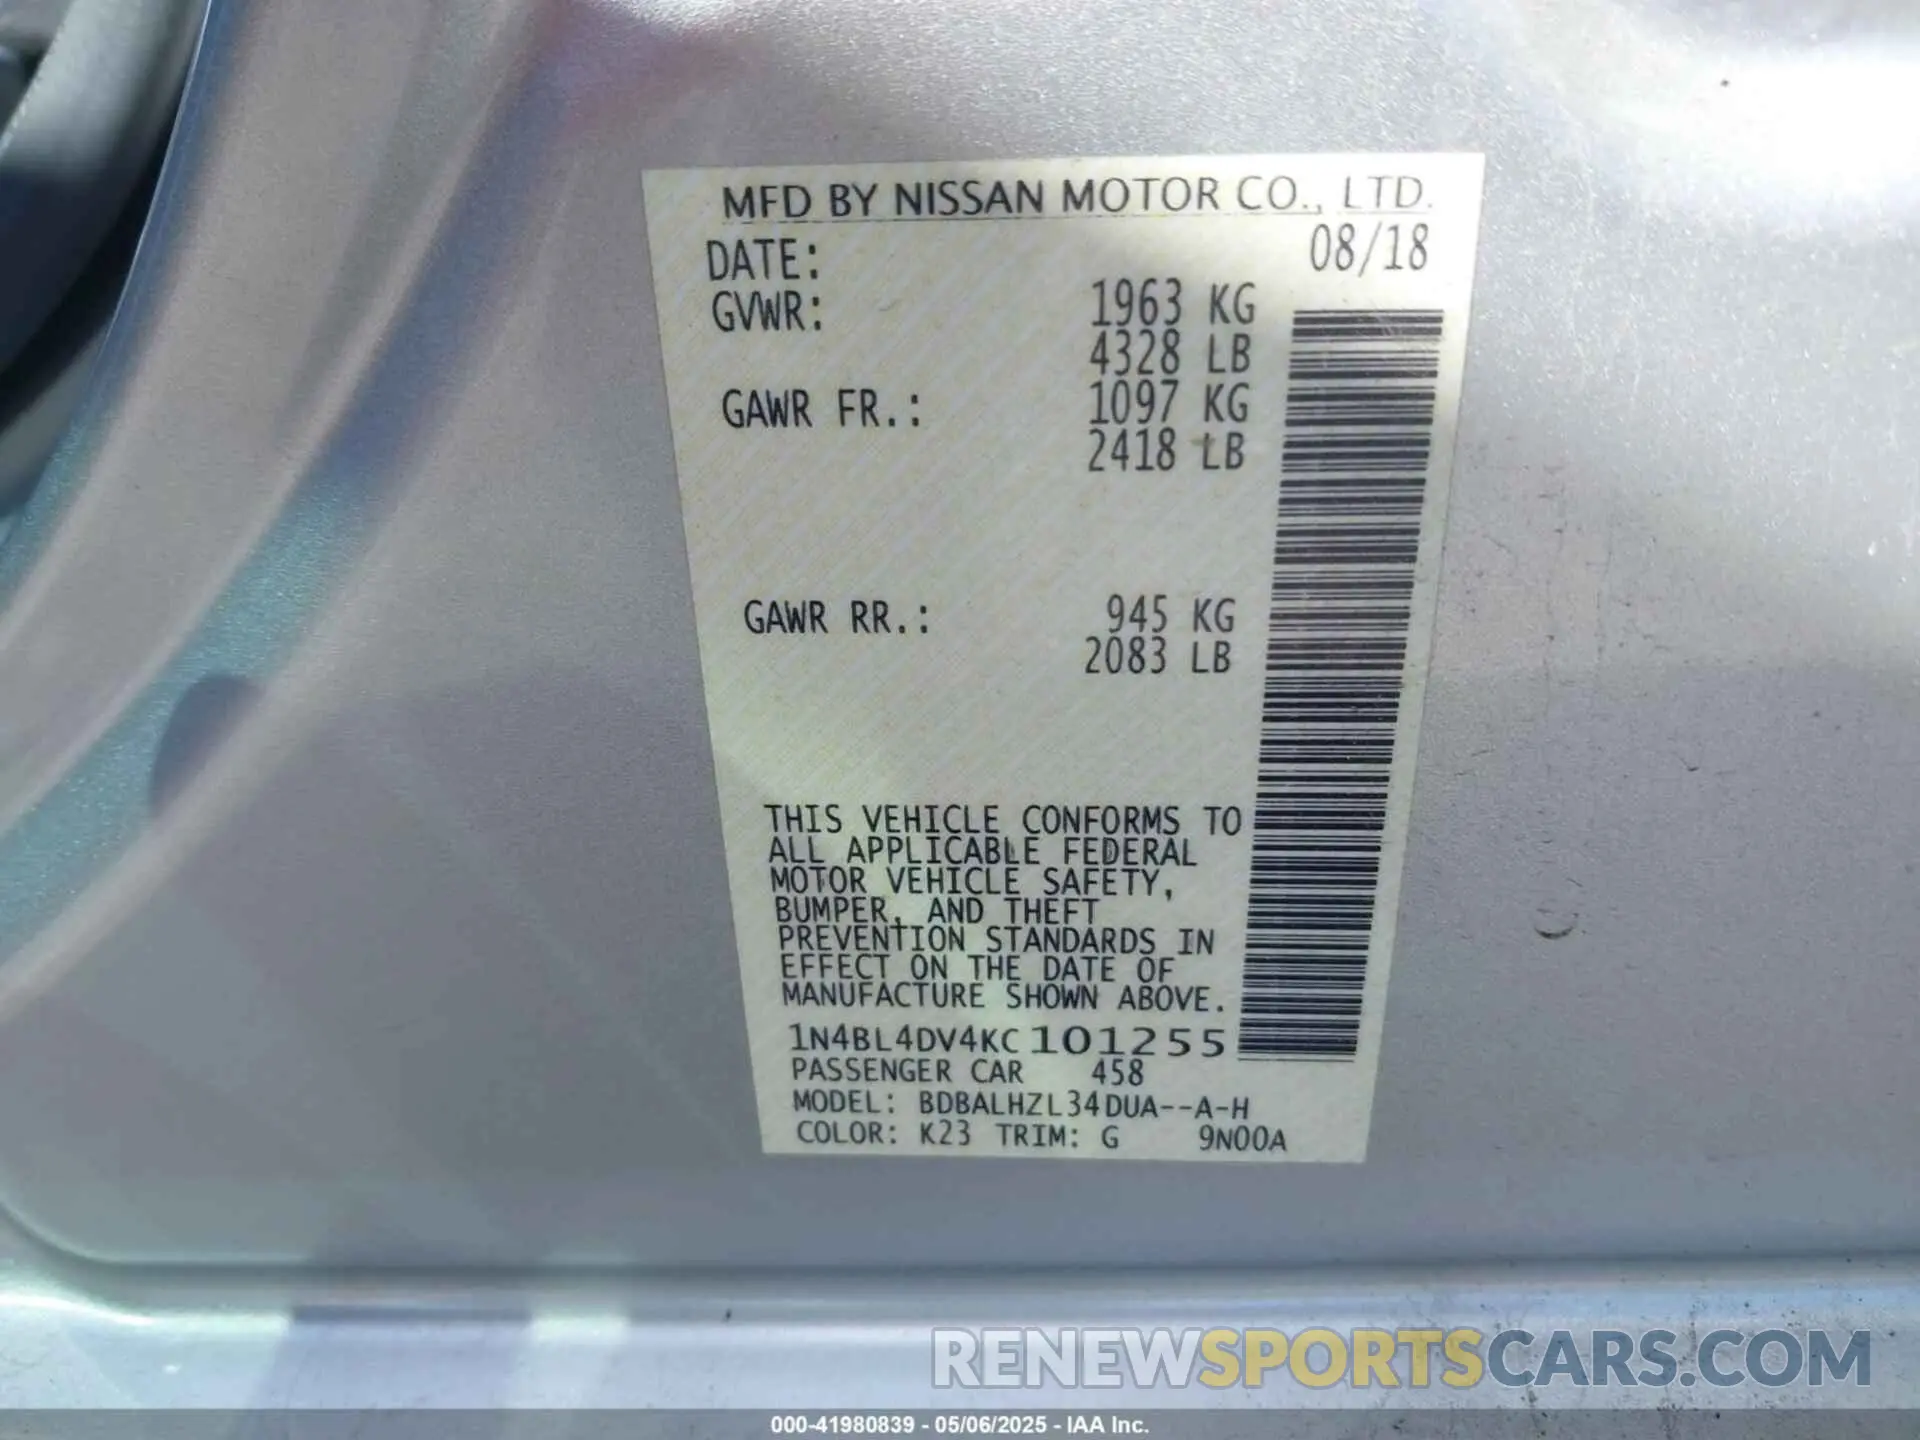 MFD BY NISSAN MOTOR CO., LTD.
DATE: 08/18
GVWR: 1963 KG
4328 LB
GAWR FR.: 1097 KG
2418 LB
GAWR RR.: 945 KG
2083 LB
THIS VEHICLE CONFORMS TO
ALL APPLICABLE FEDERAL
MOTOR VEHICLE SAFETY,
BUMPER, AND THEFT
PREVENTION STANDARDS IN
EFFECT ON THE DATE OF
MANUFACTURE SHOWN ABOVE.
1N4BL4DV4KC101255
PASSENGER CAR 458
MODEL: BDBALHZL34DUA--A-H
COLOR: K23 TRIM: G 9N00A
RENEWSPORTSCARS.COM
000-41980839 - 05/06/2025 - IAA Inc.